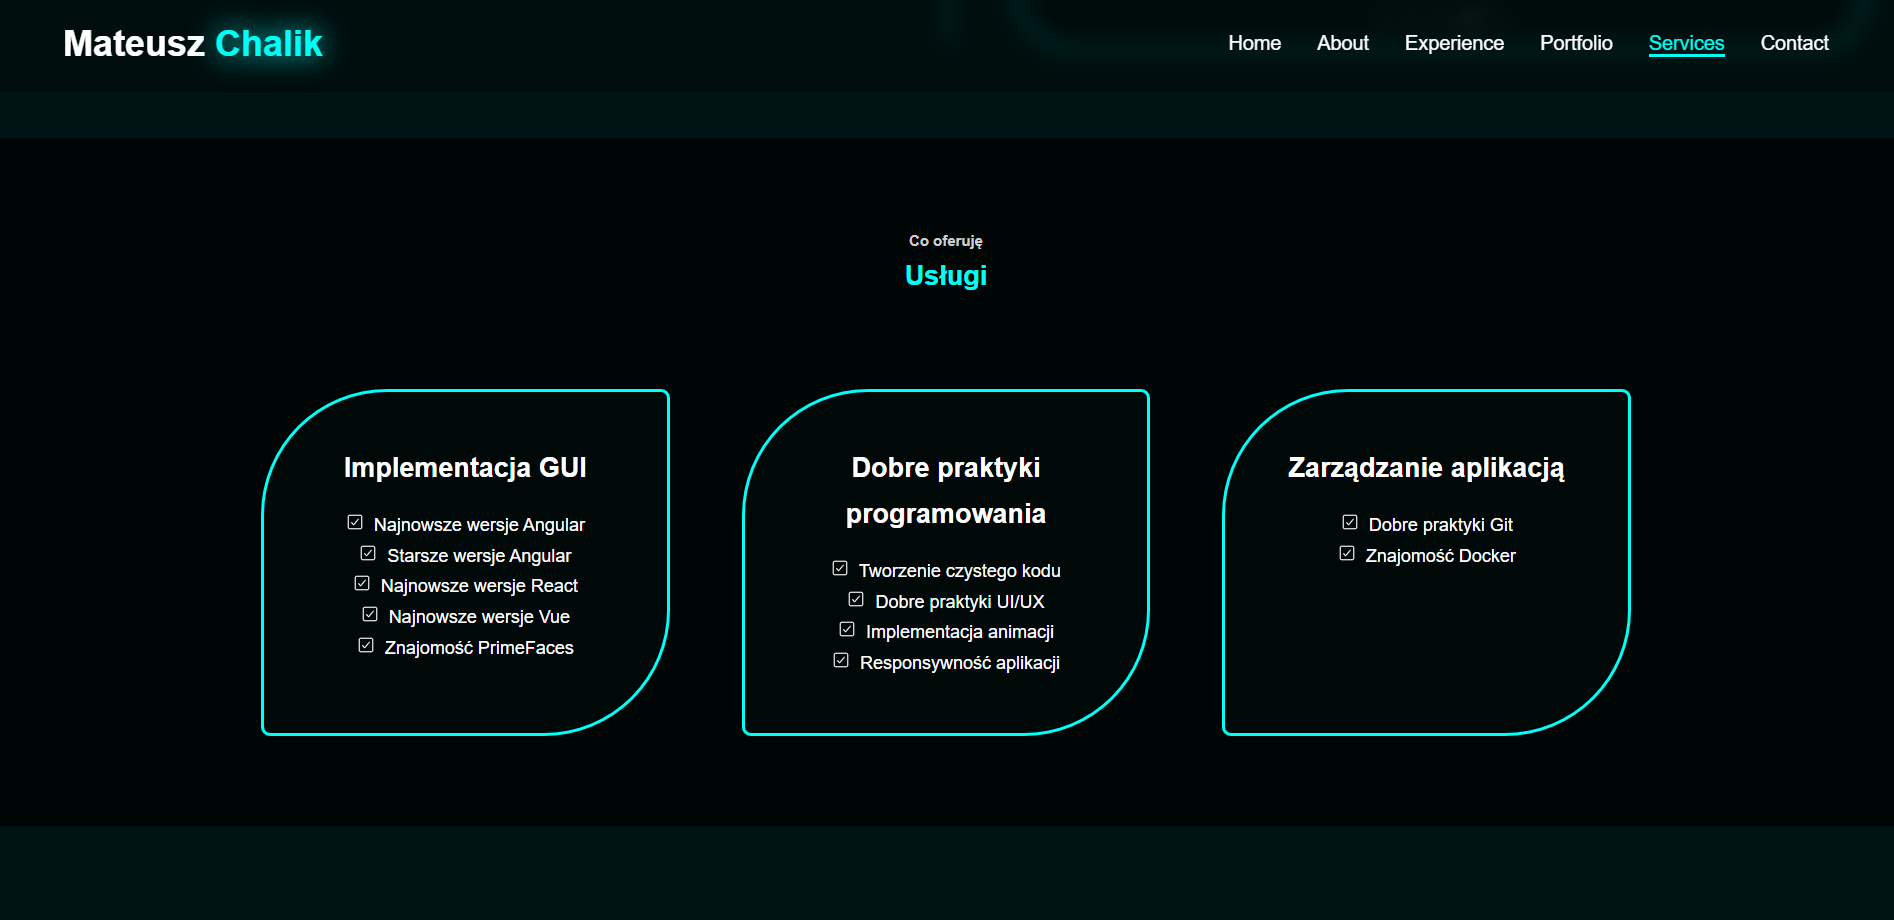 Mateusz Chalik
Home About Experience Portfolio Services Contact
Co oferuję
Usługi
Implementacja GUI
Najnowsze wersje Angular
Starsze wersje Angular
Najnowsze wersje React
Najnowsze wersje Vue
Znajomość PrimeFaces
Dobre praktyki
programowania
Tworzenie czystego kodu
Dobre praktyki UI/UX
Implementacja animacji
Responsywność aplikacji
Zarządzanie aplikacją
Dobre praktyki Git
Znajomość Docker